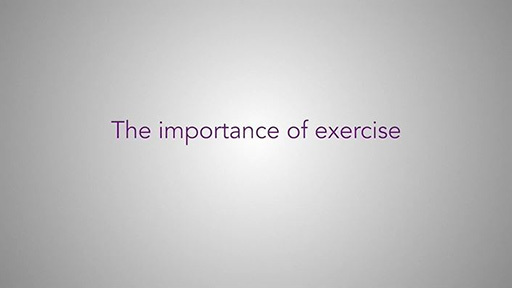 The importance of exercise